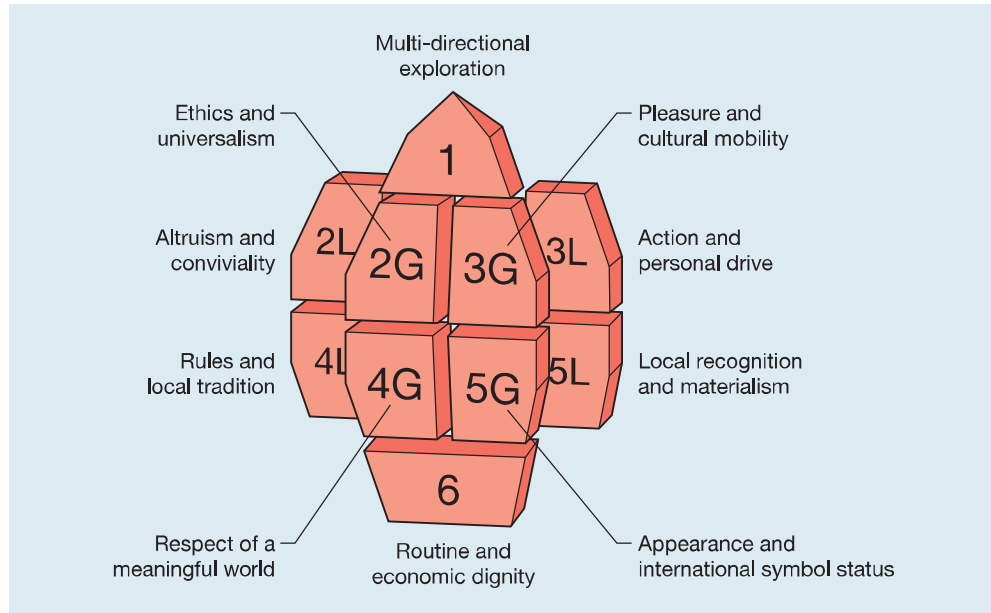 Multi-directional
exploration
Ethics and
universalism
Pleasure and
cultural mobility
1
Altruism and
conviviality
2L
2G
3G
3L
Action and
personal drive
Rules and
local tradition
4L
4G
5G
5L
Local recognition
and materialism
6
Respect of a
meaningful world
Routine and
economic dignity
Appearance and
international symbol status